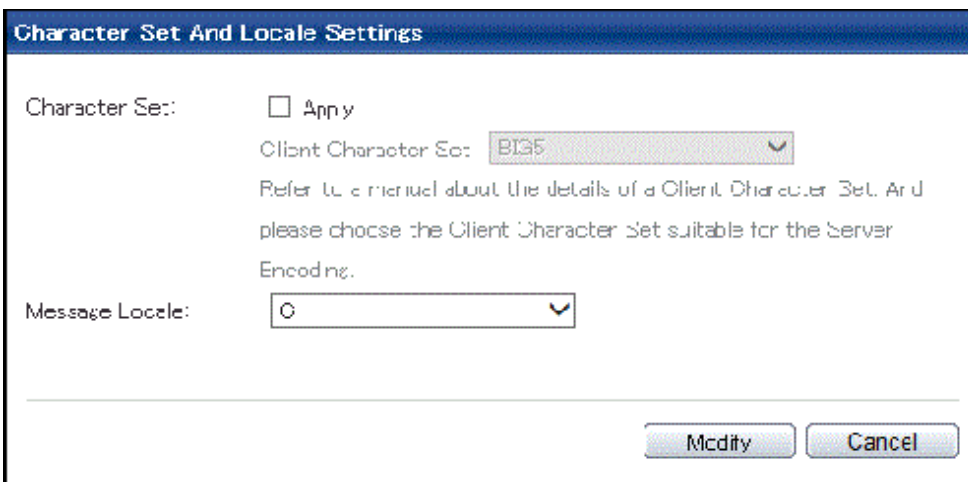 Character Set And Locale Settings
Character Set: Apply
Client Character Set BIG5
Refer to a manual about the details of a Client Character Set. And
please choose the Client Character Set suitable for the Server
Encoding.
Message Locale: C
Modify Cancel